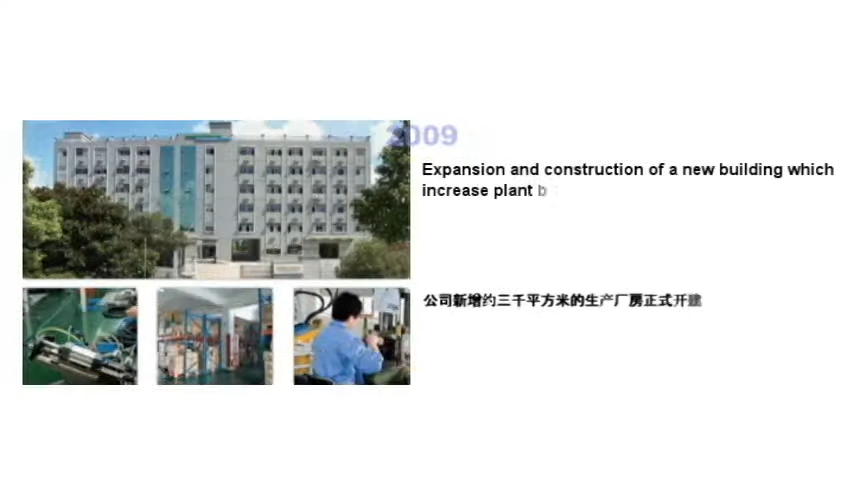 2009
Expansion and construction of a new building which
increase plant b
公司新增约三千平方米的生产厂房正式开建